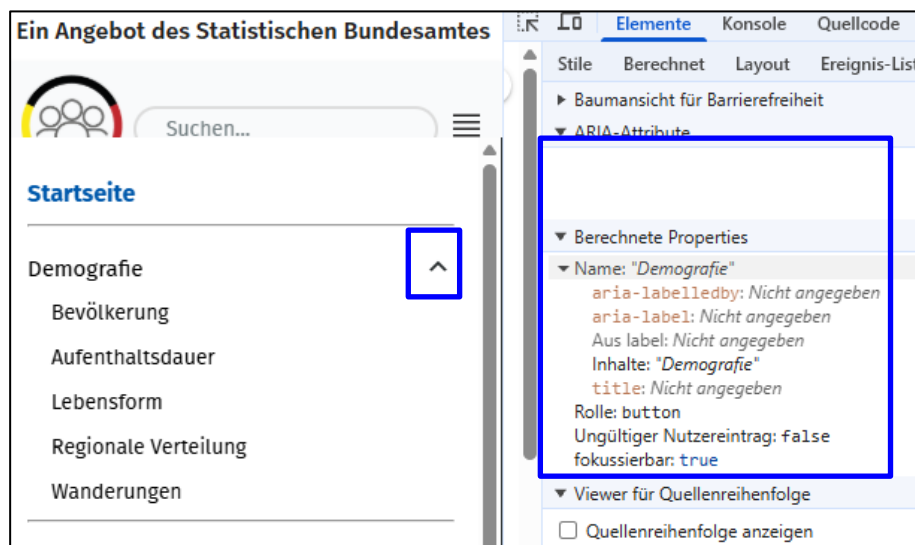 Ein Angebot des Statistischen Bundesamtes
Suchen...
Startseite
Demografie
Bevölkerung
Aufenthaltsdauer
Lebensform
Regionale Verteilung
Wanderungen
Elemente Konsole Quellcode
Stile Berechnet Layout Ereignis-List
Baumansicht für Barrierefreiheit
ARIA-Attribute
Berechnete Properties
Name: "Demografie"
aria-labelledby: Nicht angegeben
aria-label: Nicht angegeben
Aus label: Nicht angegeben
Inhalte: "Demografie"
title: Nicht angegeben
Rolle: button
Ungültiger Nutzereintrag: false
fokussierbar: true
Viewer für Quellenreihenfolge
Quellenreihenfolge anzeigen